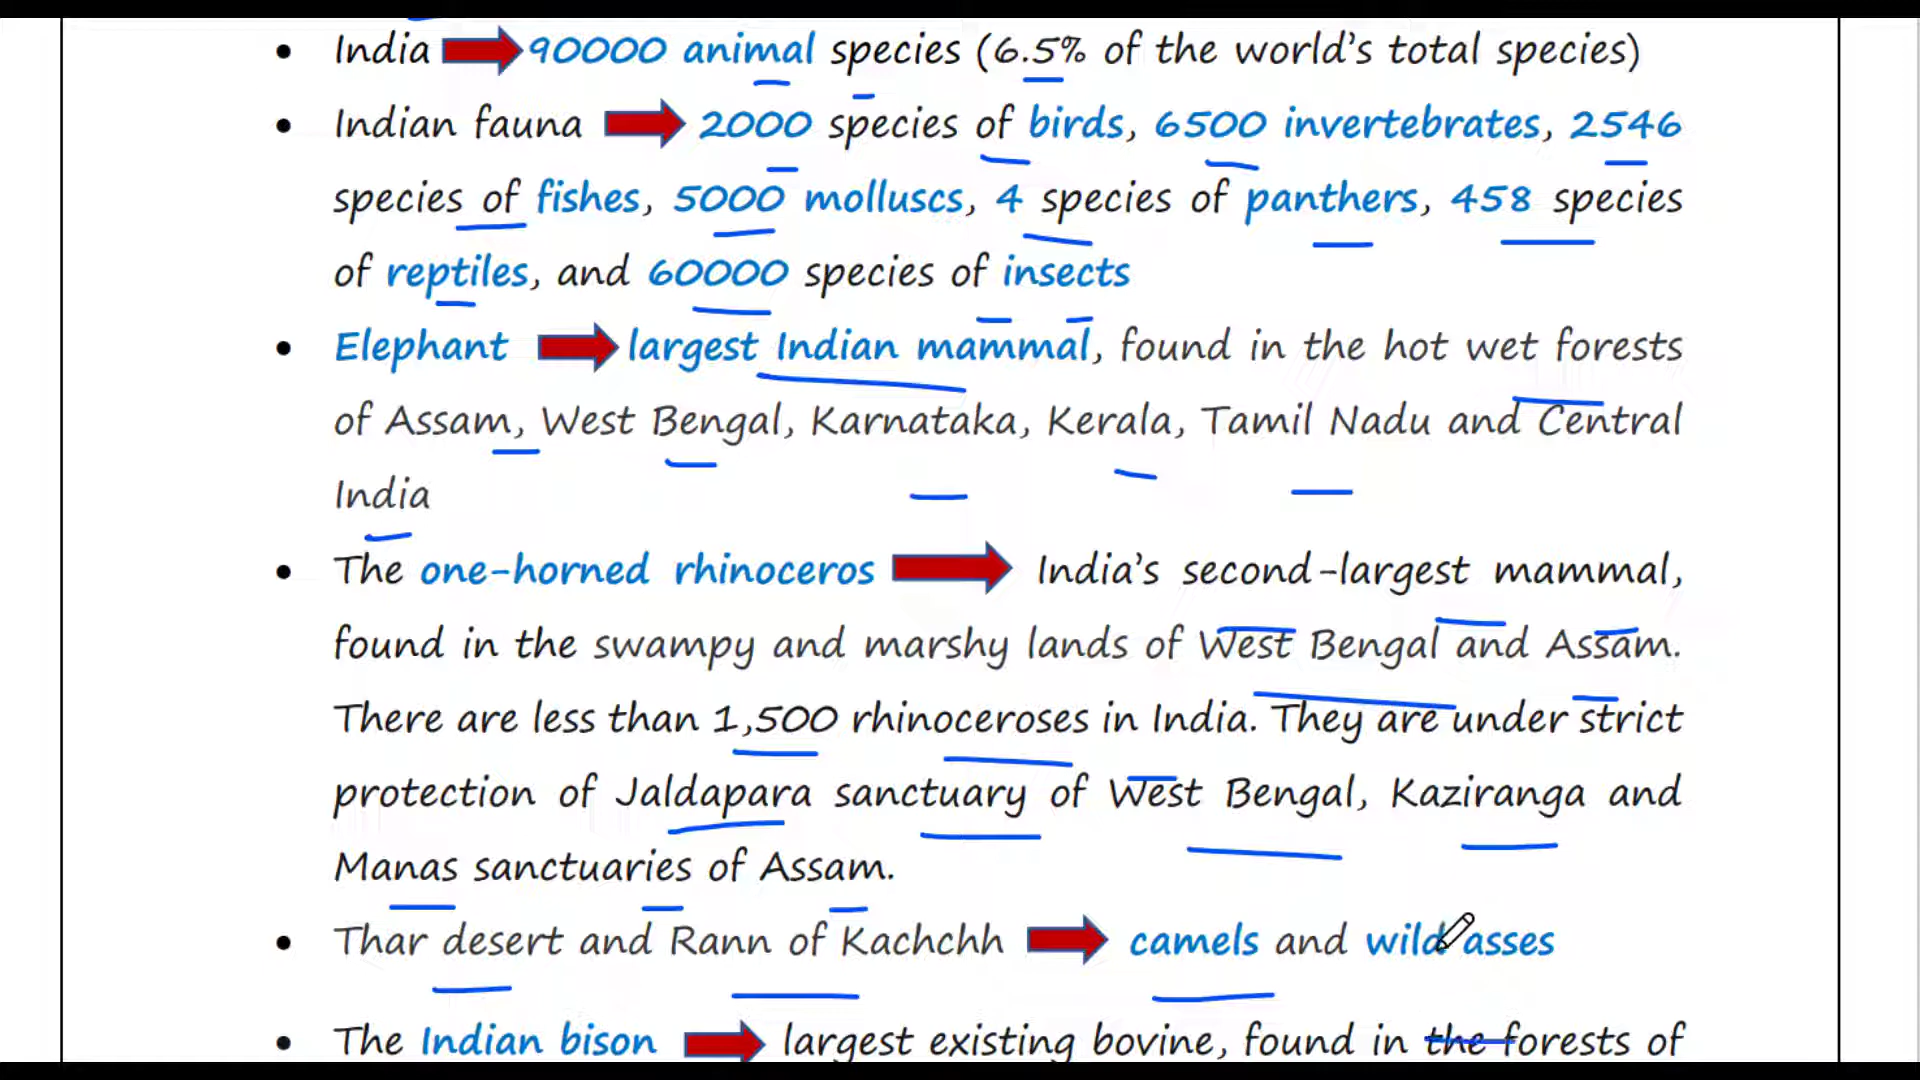 • India 90000 animal species (6.5% of the world's total species)
• Indian fauna 2000 species of birds, 6500 invertebrates, 2546
species of fishes, 5000 molluscs, 4 species of panthers, 458 species
of reptiles, and 60000 species of insects
• Elephant largest Indian mammal, found in the hot wet forests
of Assam, West Bengal, Karnataka, Kerala, Tamil Nadu and Central
India
• The one-horned rhinoceros India's second-largest mammal,
found in the swampy and marshy lands of West Bengal and Assam.
There are less than 1,500 rhinoceroses in India. They are under strict
protection of Jaldapara sanctuary of West Bengal, Kaziranga and
Manas sanctuaries of Assam.
• Thar desert and Rann of Kachchh camels and wild asses
• The Indian bison largest existing bovine, found in the forests of